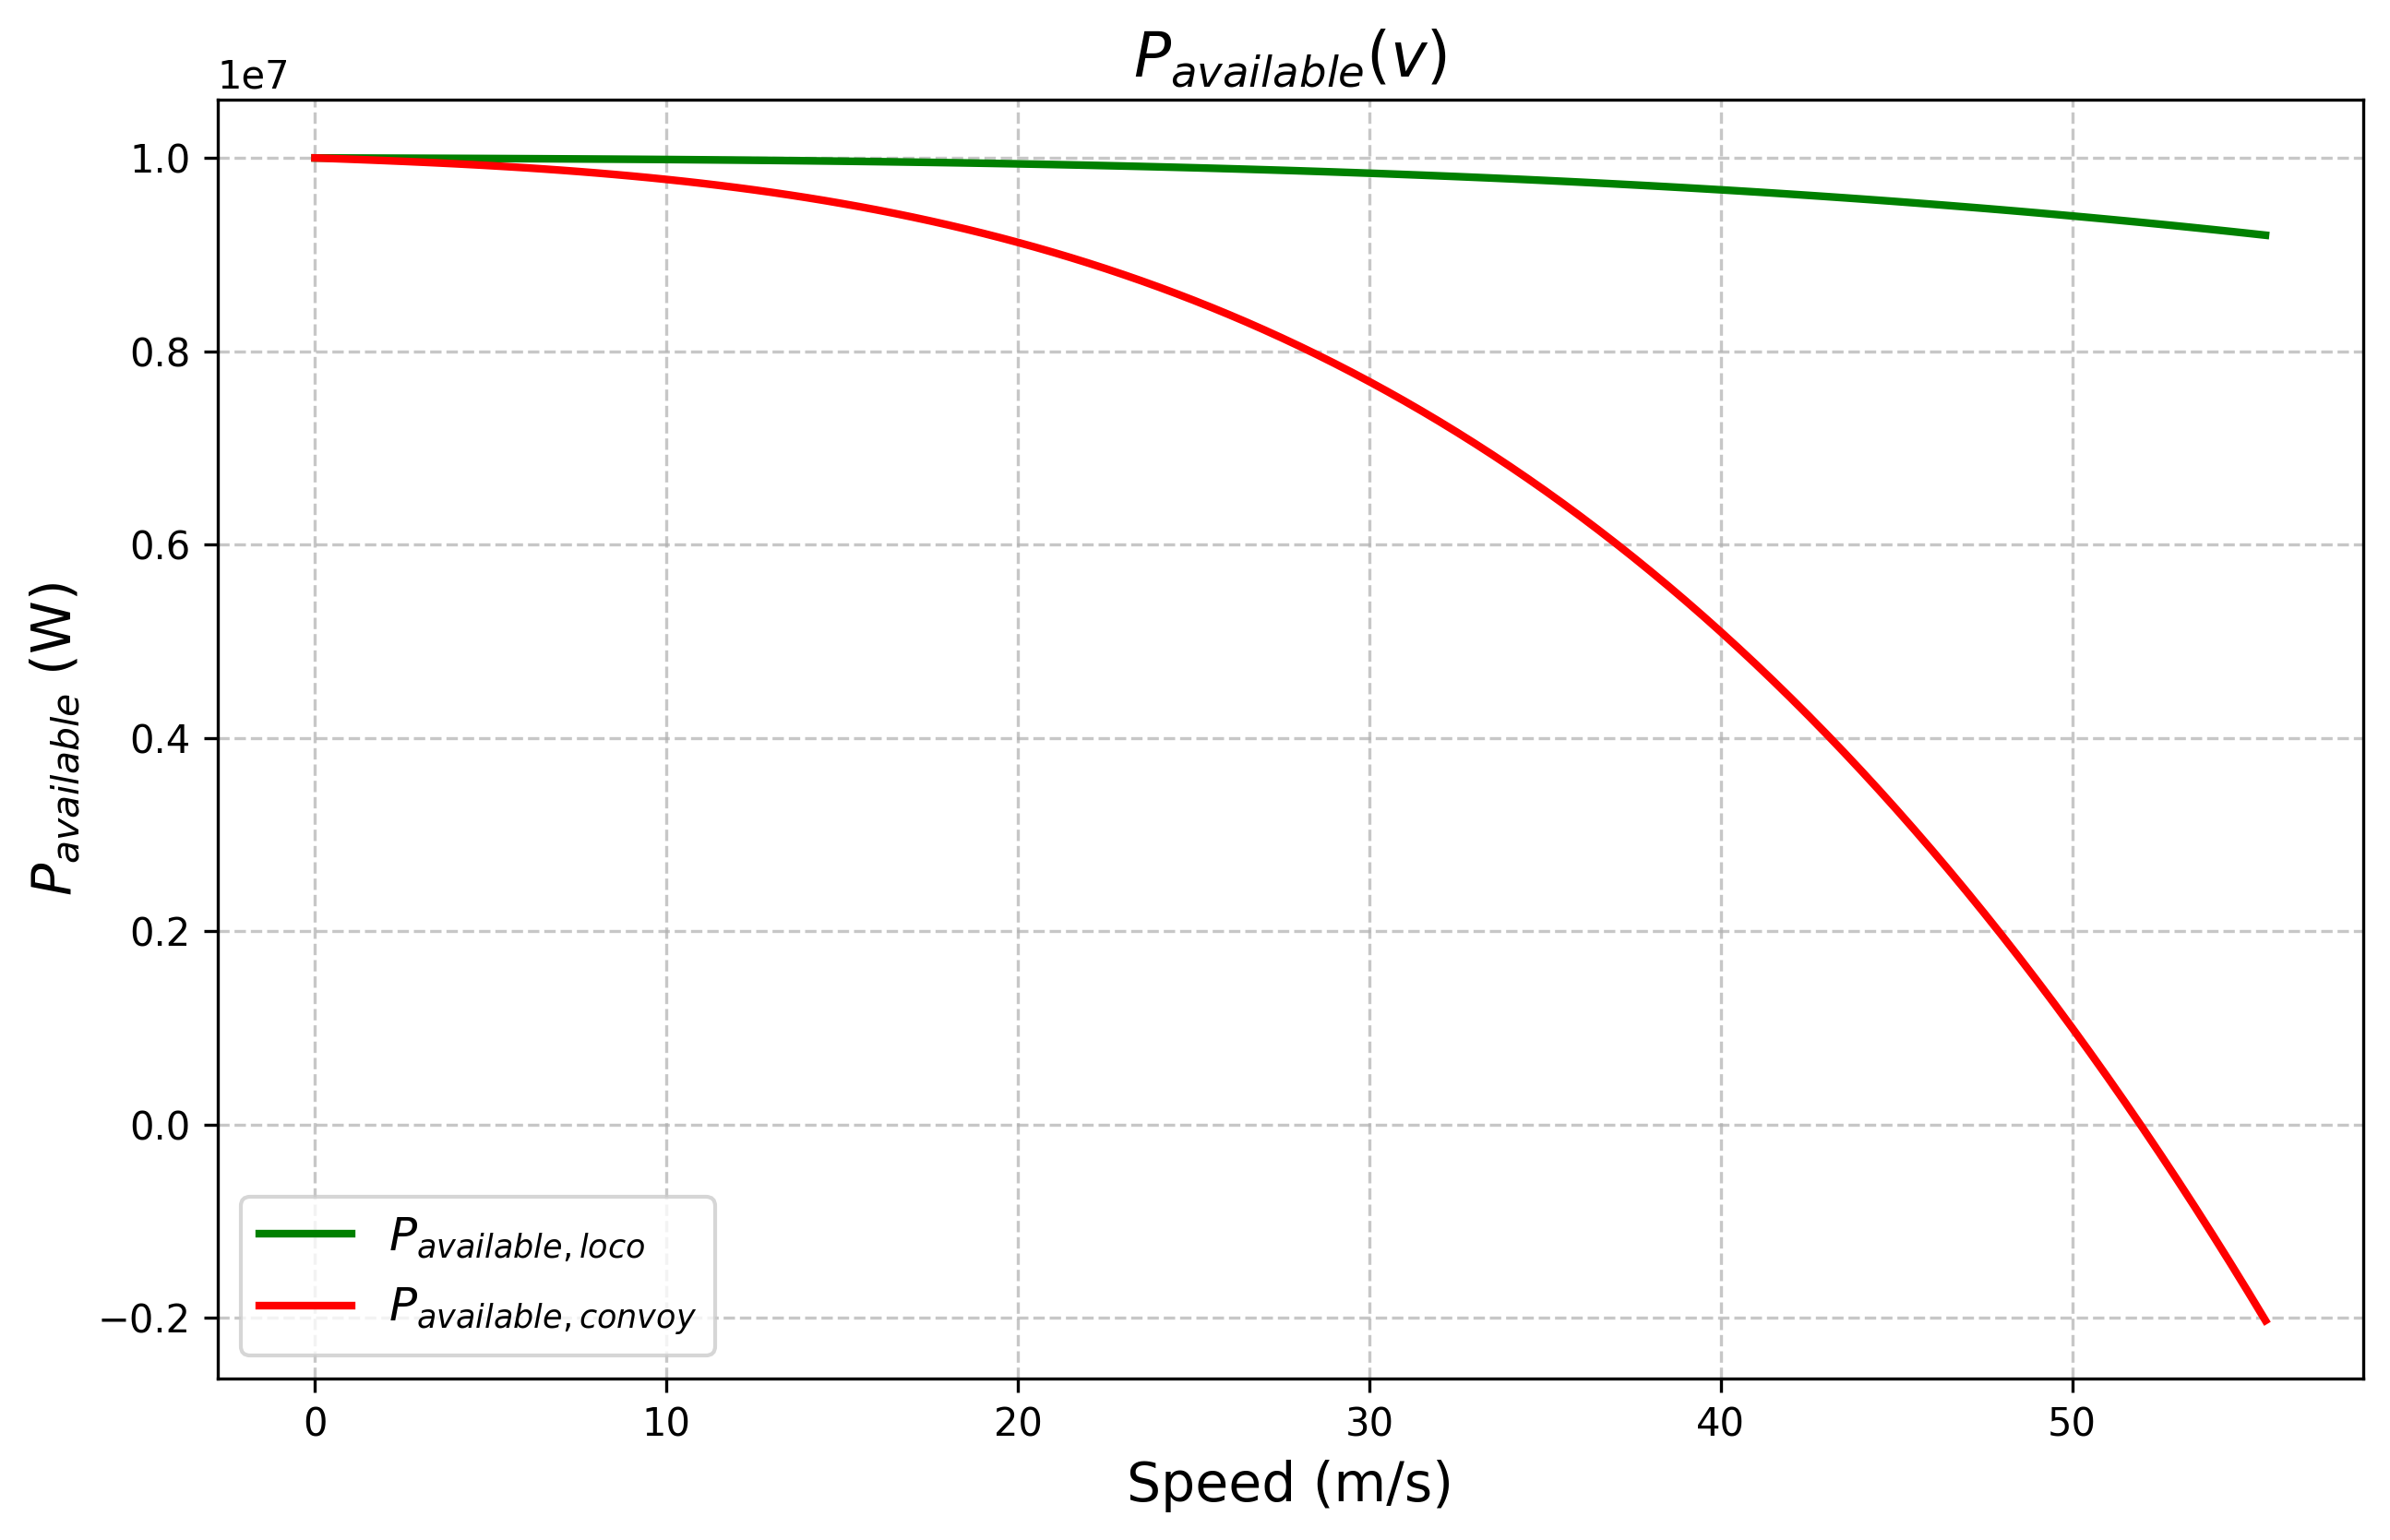 P_available(v)
1e7
1.0
0.8
0.6
0.4
0.2
0.0
−0.2
P_available (W)
P_available,loco
P_available,convoy
0 10 20 30 40 50
Speed (m/s)